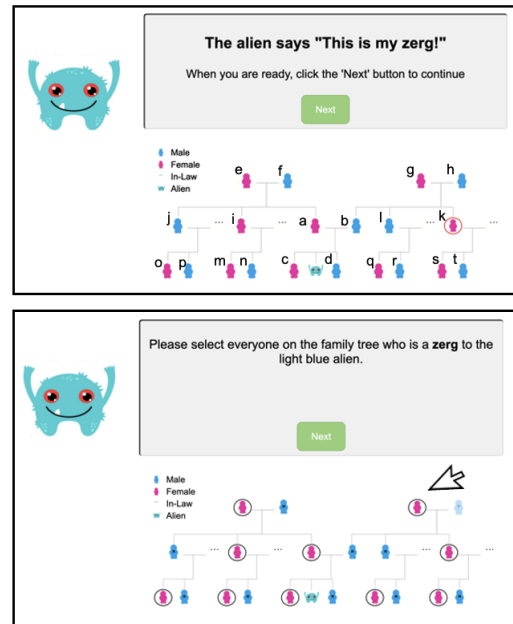 The alien says "This is my zerg!"
When you are ready, click the 'Next' button to continue
Next
Male
Female
In-Law
Alien
e f g h
j ... i ... a b l ... k ...
o p m n c d q r s t
Please select everyone on the family tree who is a zerg to the
light blue alien.
Next
Male
Female
In-Law
Alien
... ... ... ...